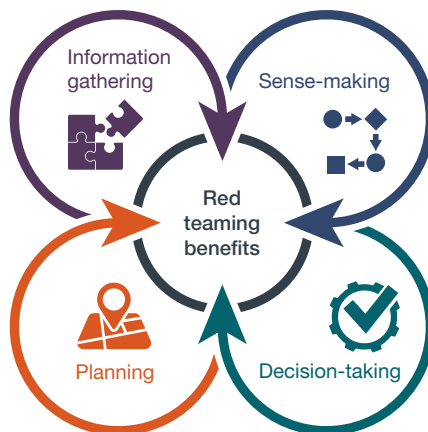 Information
gathering
Sense-making
Red
teaming
benefits
Planning
Decision-taking